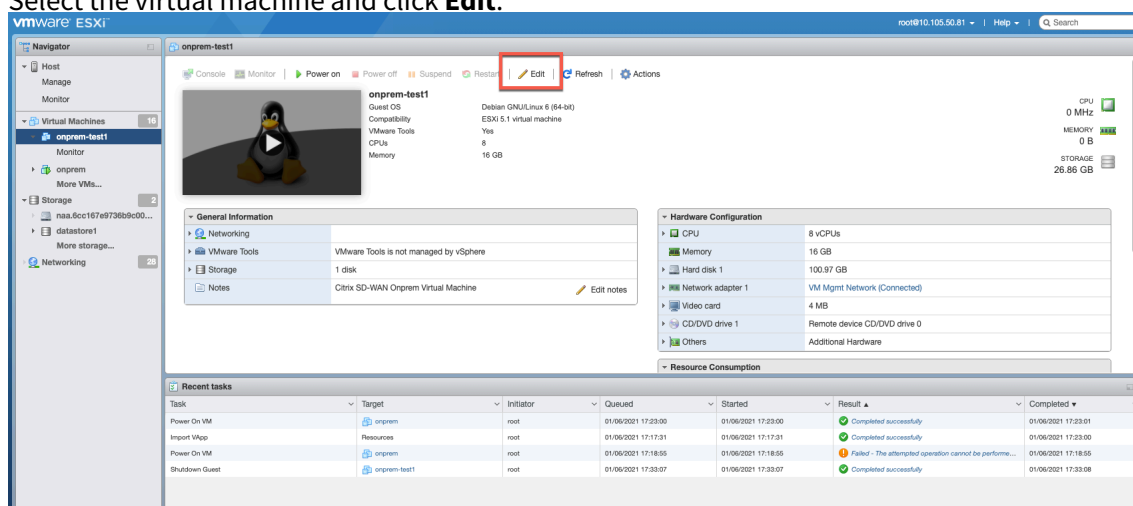 Select the virtual machine and click Edit.
vmware ESXi™
root@10.105.50.81 | Help | Search
Navigator
Host
Manage
Monitor
Virtual Machines 16
onprem-test1
Monitor
onprem
More VMs...
Storage 2
naa.6cc167e9736b9c00...
datastore1
More storage...
Networking 28
onprem-test1
Console Monitor | Power on Power off Suspend Restart | Edit | Refresh | Actions
onprem-test1
Guest OS Debian GNU/Linux 6 (64-bit)
Compatibility ESXi 5.1 virtual machine
VMware Tools Yes
CPUs 8
Memory 16 GB
CPU
0 MHz
MEMORY
0 B
STORAGE
26.86 GB
General Information
Networking
VMware Tools VMware Tools is not managed by vSphere
Storage 1 disk
Notes Citrix SD-WAN Onprem Virtual Machine Edit notes
Hardware Configuration
CPU 8 vCPUs
Memory 16 GB
Hard disk 1 100.97 GB
Network adapter 1 VM Mgmt Network (Connected)
Video card 4 MB
CD/DVD drive 1 Remote device CD/DVD drive 0
Others Additional Hardware
Resource Consumption
Recent tasks
Task Target Initiator Queued Started Result ▲ Completed ▼
Power On VM onprem root 01/06/2021 17:23:00 01/06/2021 17:23:00 Completed successfully 01/06/2021 17:23:01
Import VApp Resources root 01/06/2021 17:17:31 01/06/2021 17:17:31 Completed successfully 01/06/2021 17:23:00
Power On VM onprem root 01/06/2021 17:18:55 01/06/2021 17:18:55 Failed - The attempted operation cannot be performe... 01/06/2021 17:18:55
Shutdown Guest onprem-test1 root 01/06/2021 17:33:07 01/06/2021 17:33:07 Completed successfully 01/06/2021 17:33:08